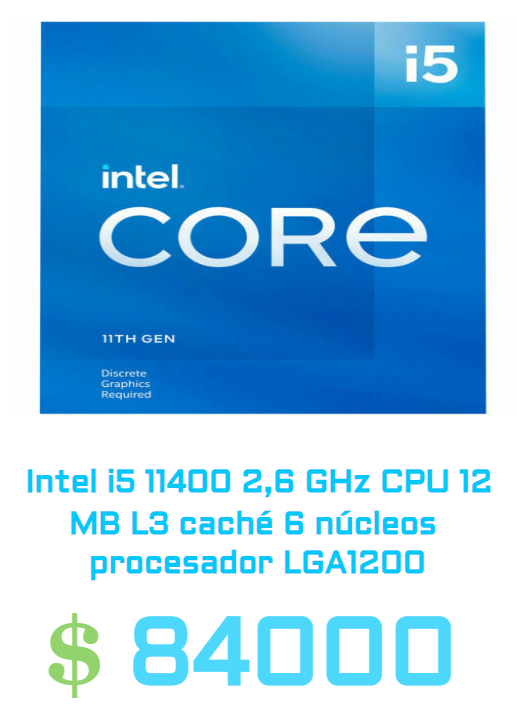 i5
intel.
CORE
11TH GEN
Discrete
Graphics
Required
Intel i5 11400 2,6 GHz CPU 12
MB L3 caché 6 núcleos
procesador LGA1200
$ 84000